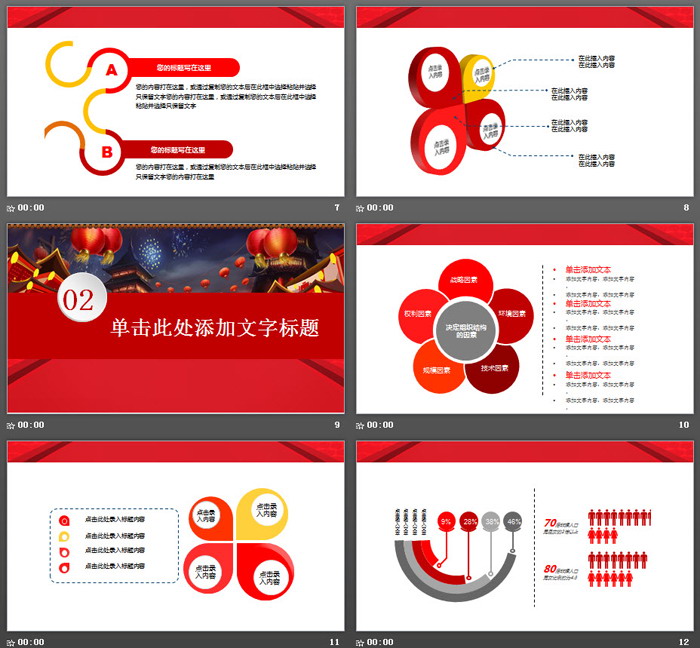 A
您的标题写在这里
您的内容打在这里，或通过复制您的文本后在此框中选择粘贴并选择
只保留文字您的内容打在这里，或通过复制您的文本后在此框中选择
粘贴并选择只保留文字
B
您的标题写在这里
您的内容打在这里，或通过复制您的文本后在此框中选择粘贴并选择
只保留文字您的内容打在这里
00:00
7
点击录
入内容
点击录
入内容
点击录
入内容
点击录
入内容
在此插入内容
在此插入内容
在此插入内容
在此插入内容
在此插入内容
在此插入内容
在此插入内容
在此插入内容
00:00
8
02
单击此处添加文字标题
00:00
9
战略因素
权利因素
环境因素
决定组织结构
的因素
规模因素
技术因素
单击添加文本
添加文字内容，添加文字内容
添加文字内容，添加文字内容
单击添加文本
添加文字内容，添加文字内容
添加文字内容，添加文字内容
单击添加文本
添加文字内容，添加文字内容
添加文字内容，添加文字内容
单击添加文本
添加文字内容，添加文字内容
添加文字内容，添加文字内容
00:00
10
点击此处录入标题内容
点击此处录入标题内容
点击此处录入标题内容
点击此处录入标题内容
点击录
入内容
点击录
入内容
点击录
入内容
点击录
入内容
00:00
11
9%
28%
38%
46%
70
80
00:00
12